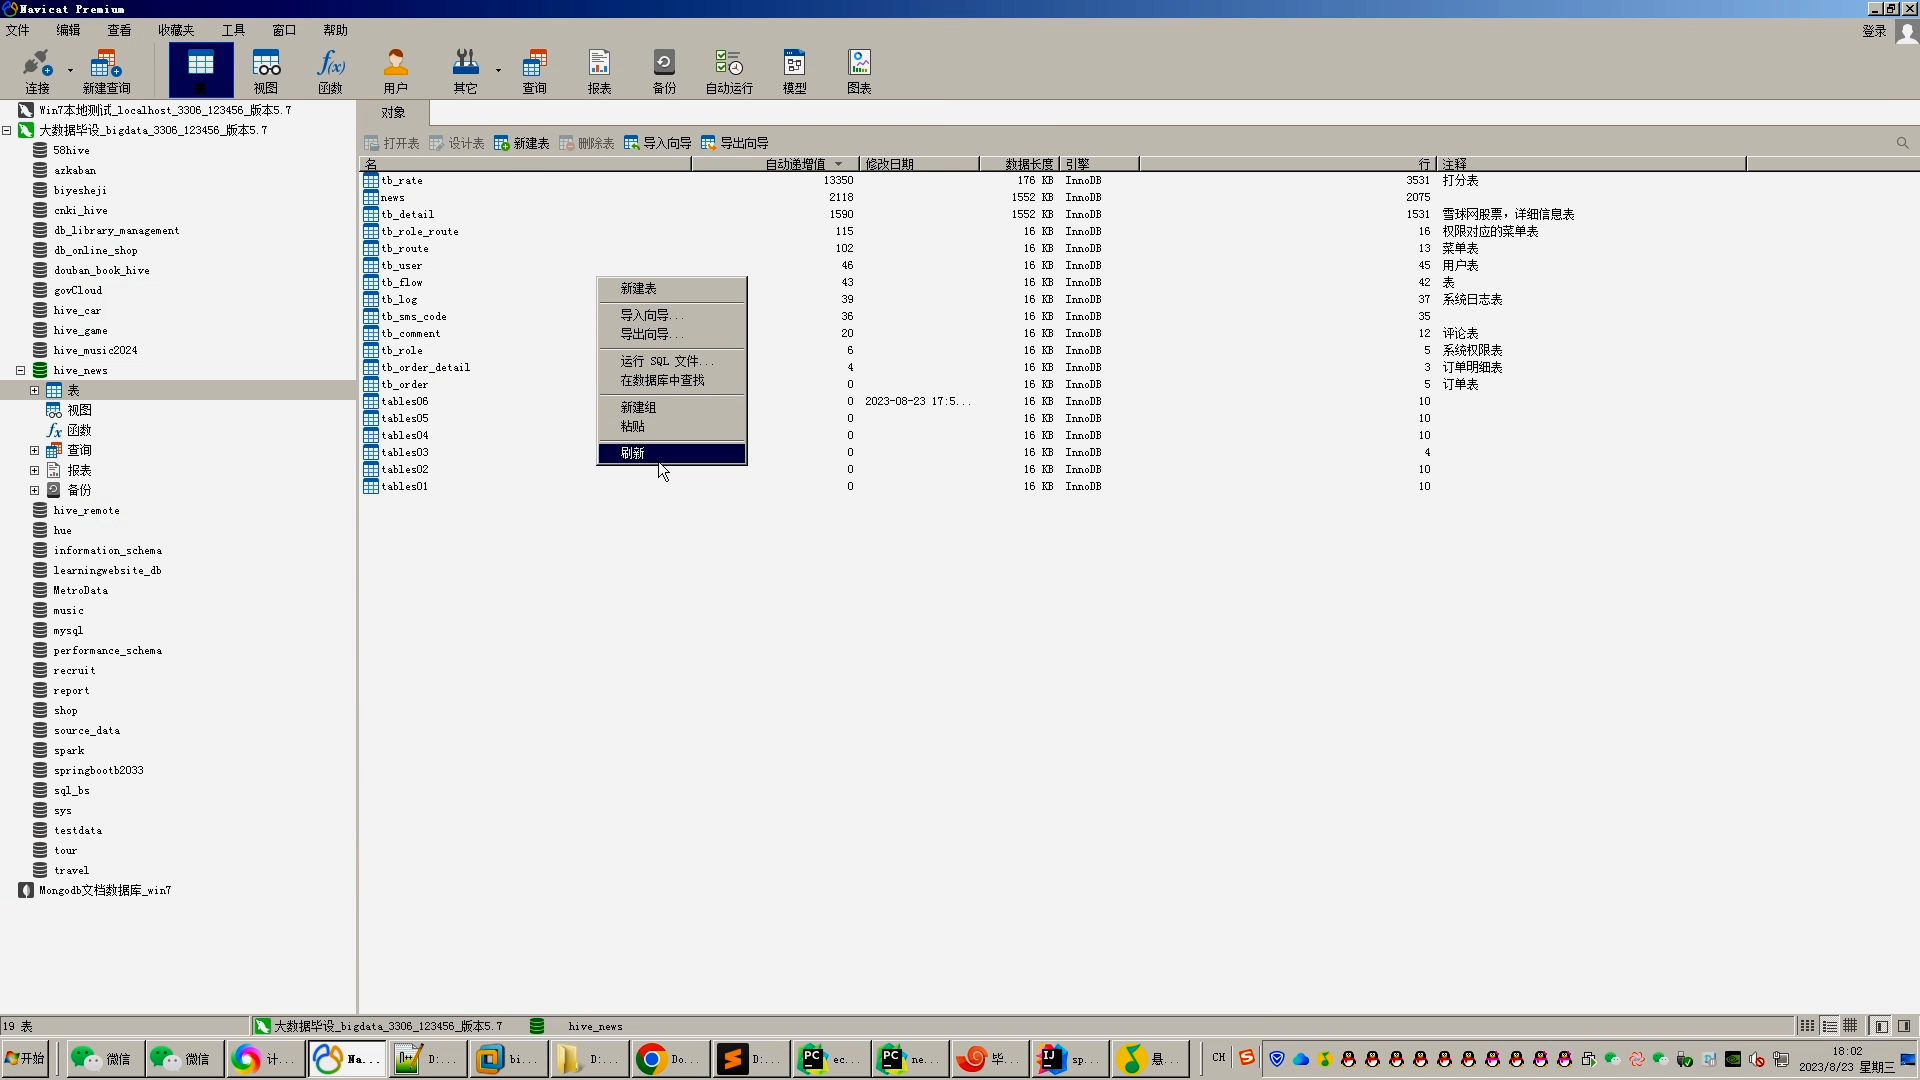 Navicat Premium
文件 编辑 查看 收藏夹 工具 窗口 帮助 登录
连接 新建查询 表 视图 函数 用户 其它 查询 报表 备份 自动运行 模型 图表
Win7本地测试_localhost_3306_123456_版本5.7
大数据毕设_bigdata_3306_123456_版本5.7
58hive
azkaban
biyesheji
cnki_hive
db_library_management
db_online_shop
douban_book_hive
govCloud
hive_car
hive_game
hive_music2024
hive_news
表
视图
函数
查询
报表
备份
hive_remote
hue
information_schema
learningwebsite_db
MetroData
music
mysql
performance_schema
recruit
report
shop
source_data
spark
springbootb2033
sql_bs
sys
testdata
tour
travel
Mongodb文档数据库_win7
对象
打开表 设计表 新建表 删除表 导入向导 导出向导
名 自动递增值 修改日期 数据长度 引擎 行 注释
tb_rate 13350 176 KB InnoDB 3531 打分表
news 2118 1552 KB InnoDB 2075
tb_detail 1590 1552 KB InnoDB 1531 雪球网股票，详细信息表
tb_role_route 115 16 KB InnoDB 16 权限对应的菜单表
tb_route 102 16 KB InnoDB 13 菜单表
tb_user 46 16 KB InnoDB 45 用户表
tb_flow 43 16 KB InnoDB 42 表
tb_log 39 16 KB InnoDB 37 系统日志表
tb_sms_code 36 16 KB InnoDB 35
tb_comment 20 16 KB InnoDB 12 评论表
tb_role 6 16 KB InnoDB 5 系统权限表
tb_order_detail 4 16 KB InnoDB 3 订单明细表
tb_order 0 16 KB InnoDB 5 订单表
tables06 0 2023-08-23 17:5... 16 KB InnoDB 10
tables05 0 16 KB InnoDB 10
tables04 0 16 KB InnoDB 10
tables03 0 16 KB InnoDB 4
tables02 0 16 KB InnoDB 10
tables01 0 16 KB InnoDB 10
新建表
导入向导...
导出向导...
运行 SQL 文件...
在数据库中查找
新建组
粘贴
刷新
19 表 大数据毕设_bigdata_3306_123456_版本5.7 hive_news
开始 微信 微信 计... Na... D:... bi... D:... Do... D:... ec... ne... 毕... sp... 悬... CH 18:02
2023/8/23 星期三